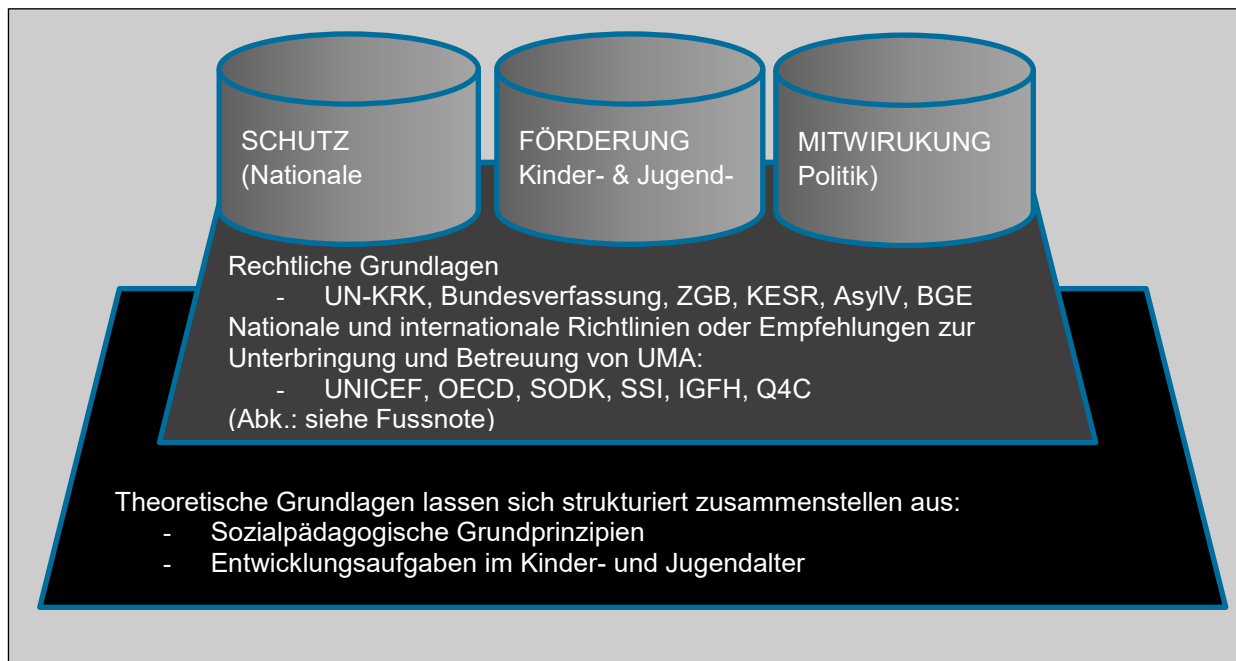 SCHUTZ
(Nationale
FÖRDERUNG
Kinder- & Jugend-
MITWIRUKUNG
Politik)
Rechtliche Grundlagen
- UN-KRK, Bundesverfassung, ZGB, KESR, AsylV, BGE
Nationale und internationale Richtlinien oder Empfehlungen zur
Unterbringung und Betreuung von UMA:
- UNICEF, OECD, SODK, SSI, IGFH, Q4C
(Abk.: siehe Fussnote)
Theoretische Grundlagen lassen sich strukturiert zusammenstellen aus:
- Sozialpädagogische Grundprinzipien
- Entwicklungsaufgaben im Kinder- und Jugendalter